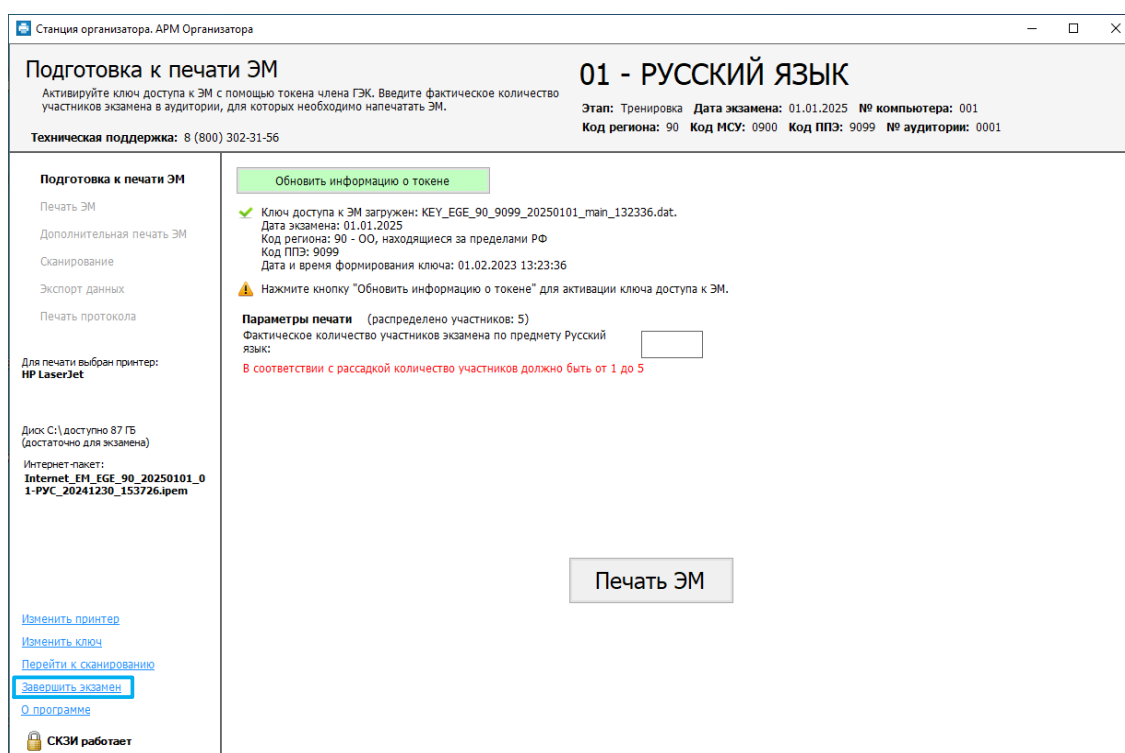 Станция организатора. АРМ Организатора
Подготовка к печати ЭМ
Активируйте ключ доступа к ЭМ с помощью токена члена ГЭК. Введите фактическое количество
участников экзамена в аудитории, для которых необходимо напечатать ЭМ.
Техническая поддержка: 8 (800) 302-31-56
01 - РУССКИЙ ЯЗЫК
Этап: Тренировка Дата экзамена: 01.01.2025 № компьютера: 001
Код региона: 90 Код МСУ: 0900 Код ППЭ: 9099 № аудитории: 0001
Подготовка к печати ЭМ
Печать ЭМ
Дополнительная печать ЭМ
Сканирование
Экспорт данных
Печать протокола
Для печати выбран принтер:
HP LaserJet
Диск C:\ доступно 87 ГБ
(достаточно для экзамена)
Интернет-пакет:
Internet_EM_EGE_90_20250101_0
1-РУС_20241230_153726.ipem
Изменить принтер
Изменить ключ
Перейти к сканированию
Завершить экзамен
О программе
СКЗИ работает
Обновить информацию о токене
Ключ доступа к ЭМ загружен: KEY_EGE_90_9099_20250101_main_132336.dat.
Дата экзамена: 01.01.2025
Код региона: 90 - ОО, находящиеся за пределами РФ
Код ППЭ: 9099
Дата и время формирования ключа: 01.02.2023 13:23:36
Нажмите кнопку "Обновить информацию о токене" для активации ключа доступа к ЭМ.
Параметры печати (распределено участников: 5)
Фактическое количество участников экзамена по предмету Русский
язык:
В соответствии с рассадкой количество участников должно быть от 1 до 5
Печать ЭМ